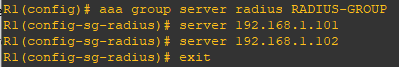 R1(config)# aaa group server radius RADIUS-GROUP
R1(config-sg-radius)# server 192.168.1.101
R1(config-sg-radius)# server 192.168.1.102
R1(config-sg-radius)# exit